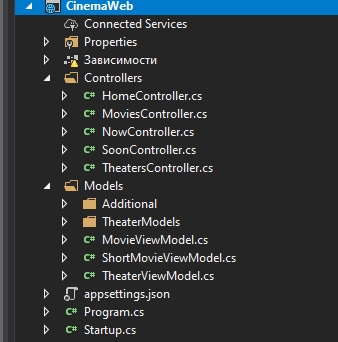 CinemaWeb
Connected Services
Properties
Зависимости
Controllers
C# HomeController.cs
C# MoviesController.cs
C# NowController.cs
C# SoonController.cs
C# TheatersController.cs
Models
Additional
TheaterModels
C# MovieViewModel.cs
C# ShortMovieViewModel.cs
C# TheaterViewModel.cs
appsettings.json
C# Program.cs
C# Startup.cs